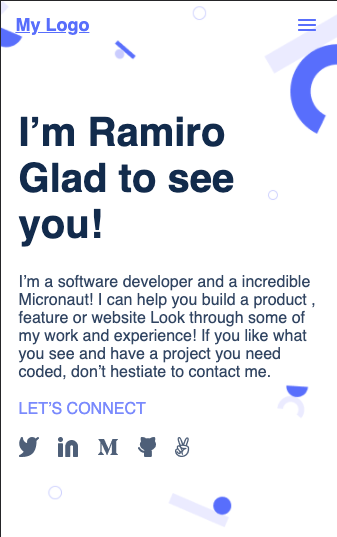 My Logo
I’m Ramiro
Glad to see
you!
I’m a software developer and a incredible
Micronaut! I can help you build a product ,
feature or website Look through some of
my work and experience! If you like what
you see and have a project you need
coded, don’t hestiate to contact me.
LET’S CONNECT